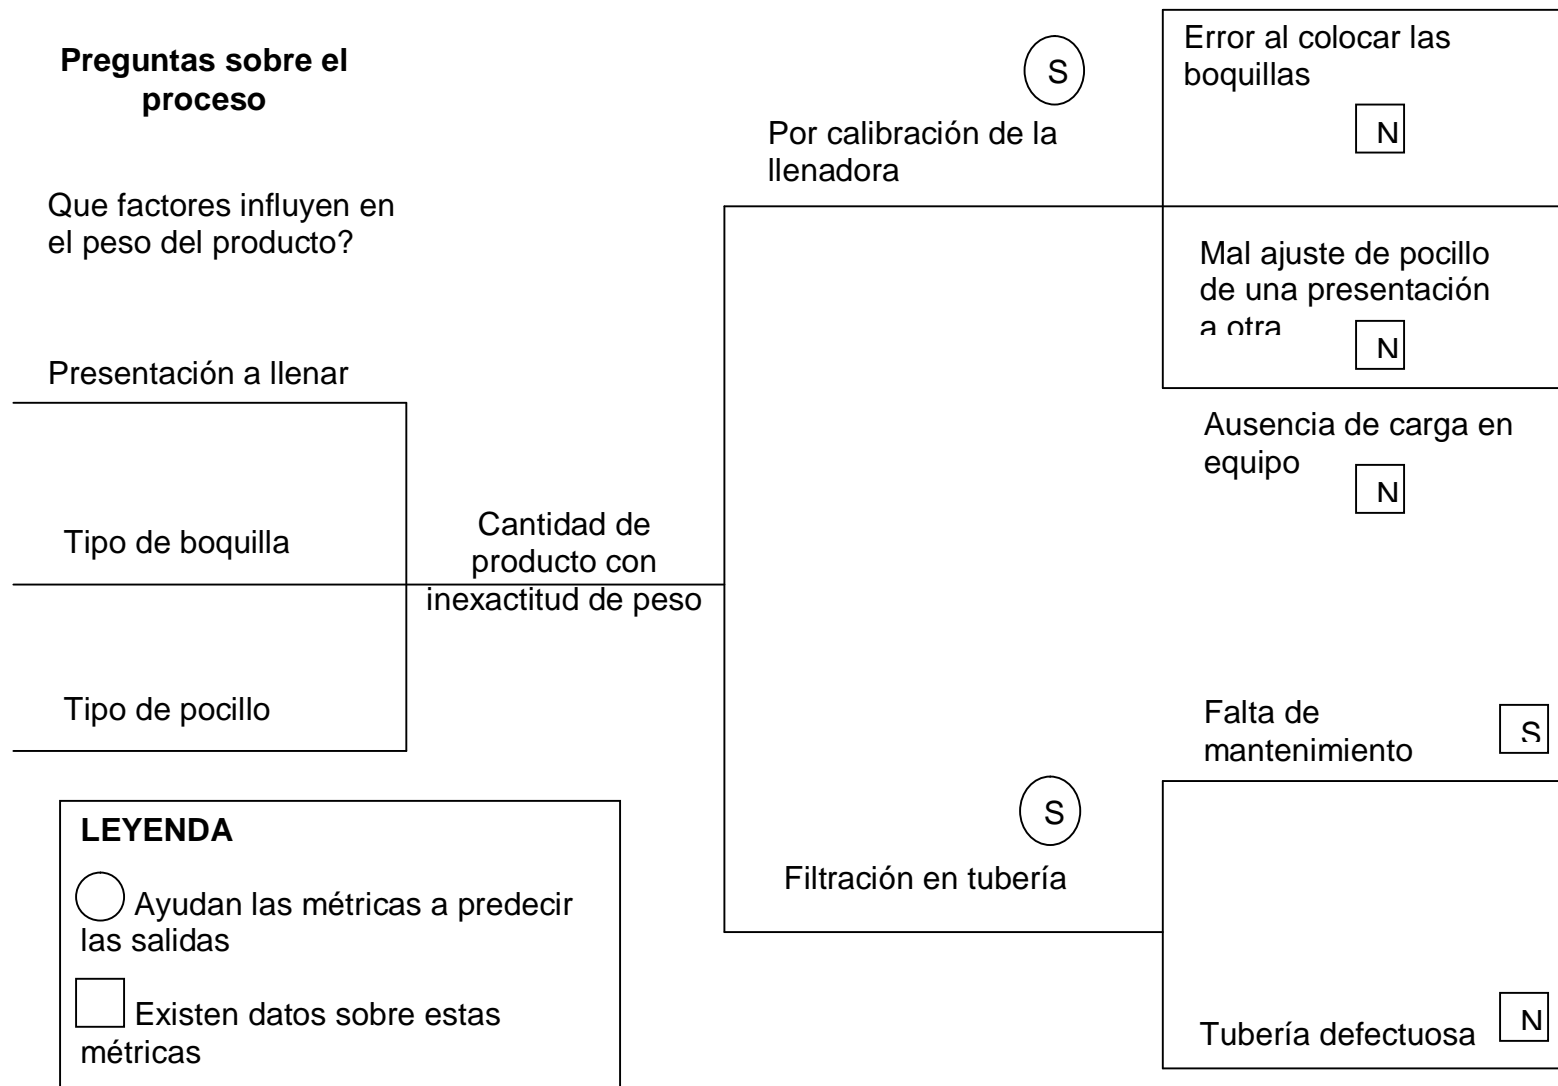 Preguntas sobre el
proceso
Que factores influyen en
el peso del producto?
Presentación a llenar
Tipo de boquilla
Tipo de pocillo
Cantidad de
producto con
inexactitud de peso
S
Por calibración de la
llenadora
Error al colocar las
boquillas
N
Mal ajuste de pocillo
de una presentación
a otra
N
Ausencia de carga en
equipo
N
S
Filtración en tubería
Falta de
mantenimiento
S
Tubería defectuosa
N
LEYENDA
Ayudan las métricas a predecir
las salidas
Existen datos sobre estas
métricas